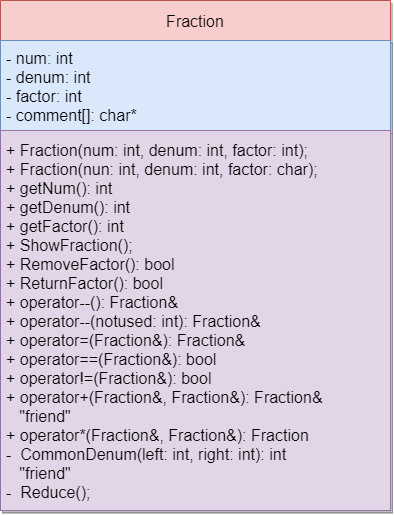 Fraction
- num: int
- denum: int
- factor: int
- comment[]: char*
+ Fraction(num: int, denum: int, factor: int);
+ Fraction(nun: int, denum: int, factor: char);
+ getNum(): int
+ getDenum(): int
+ getFactor(): int
+ ShowFraction();
+ RemoveFactor(): bool
+ ReturnFactor(): bool
+ operator--(): Fraction&
+ operator--(notused: int): Fraction&
+ operator=(Fraction&): Fraction&
+ operator==(Fraction&): bool
+ operator!=(Fraction&): bool
+ operator+(Fraction&, Fraction&): Fraction&
"friend"
+ operator*(Fraction&, Fraction&): Fraction
- CommonDenum(left: int, right: int): int
"friend"
- Reduce();